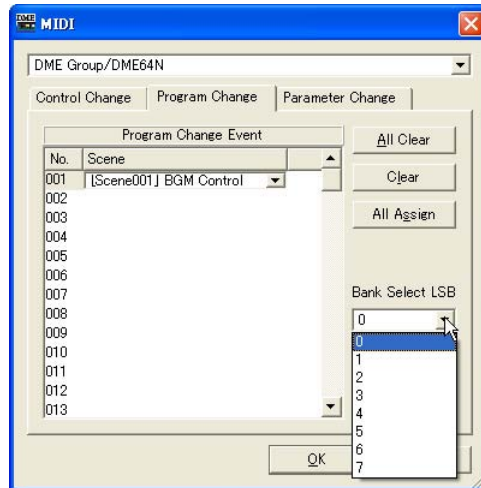 DME MIDI
DME Group/DME64N
Control Change Program Change Parameter Change
Program Change Event
No. Scene
001 [Scene001] BGM Control
002
003
004
005
006
007
008
009
010
011
012
013
All Clear
Clear
All Assign
Bank Select LSB
0
0
1
2
3
4
5
6
7
OK